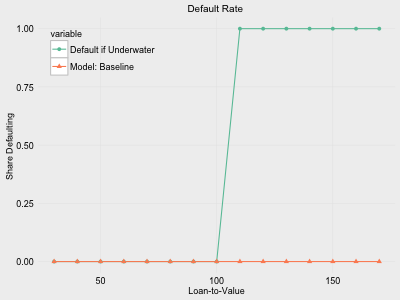 Default Rate
variable
Default if Underwater
Model: Baseline
1.00
0.75
0.50
0.25
0.00
Share Defaulting
50
100
150
Loan-to-Value